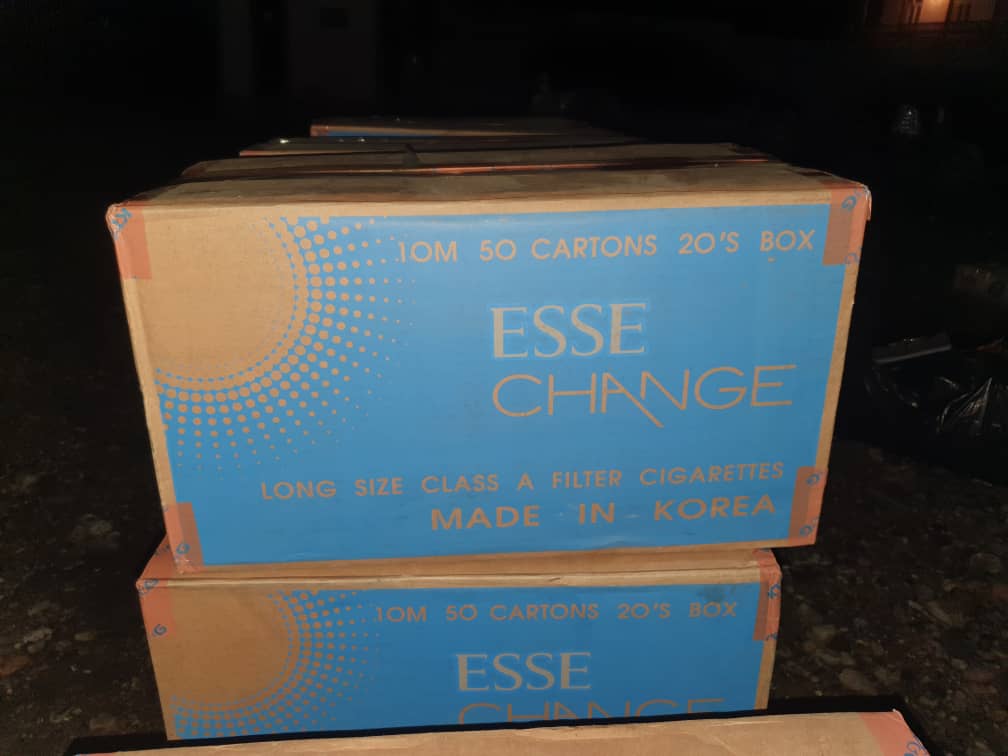 10M 50 CARTONS 20'S BOX
ESSE
CHANGE
LONG SIZE CLASS A FILTER CIGARETTES
MADE IN KOREA
10M 50 CARTONS 20'S BOX
ESSE
CHANGE